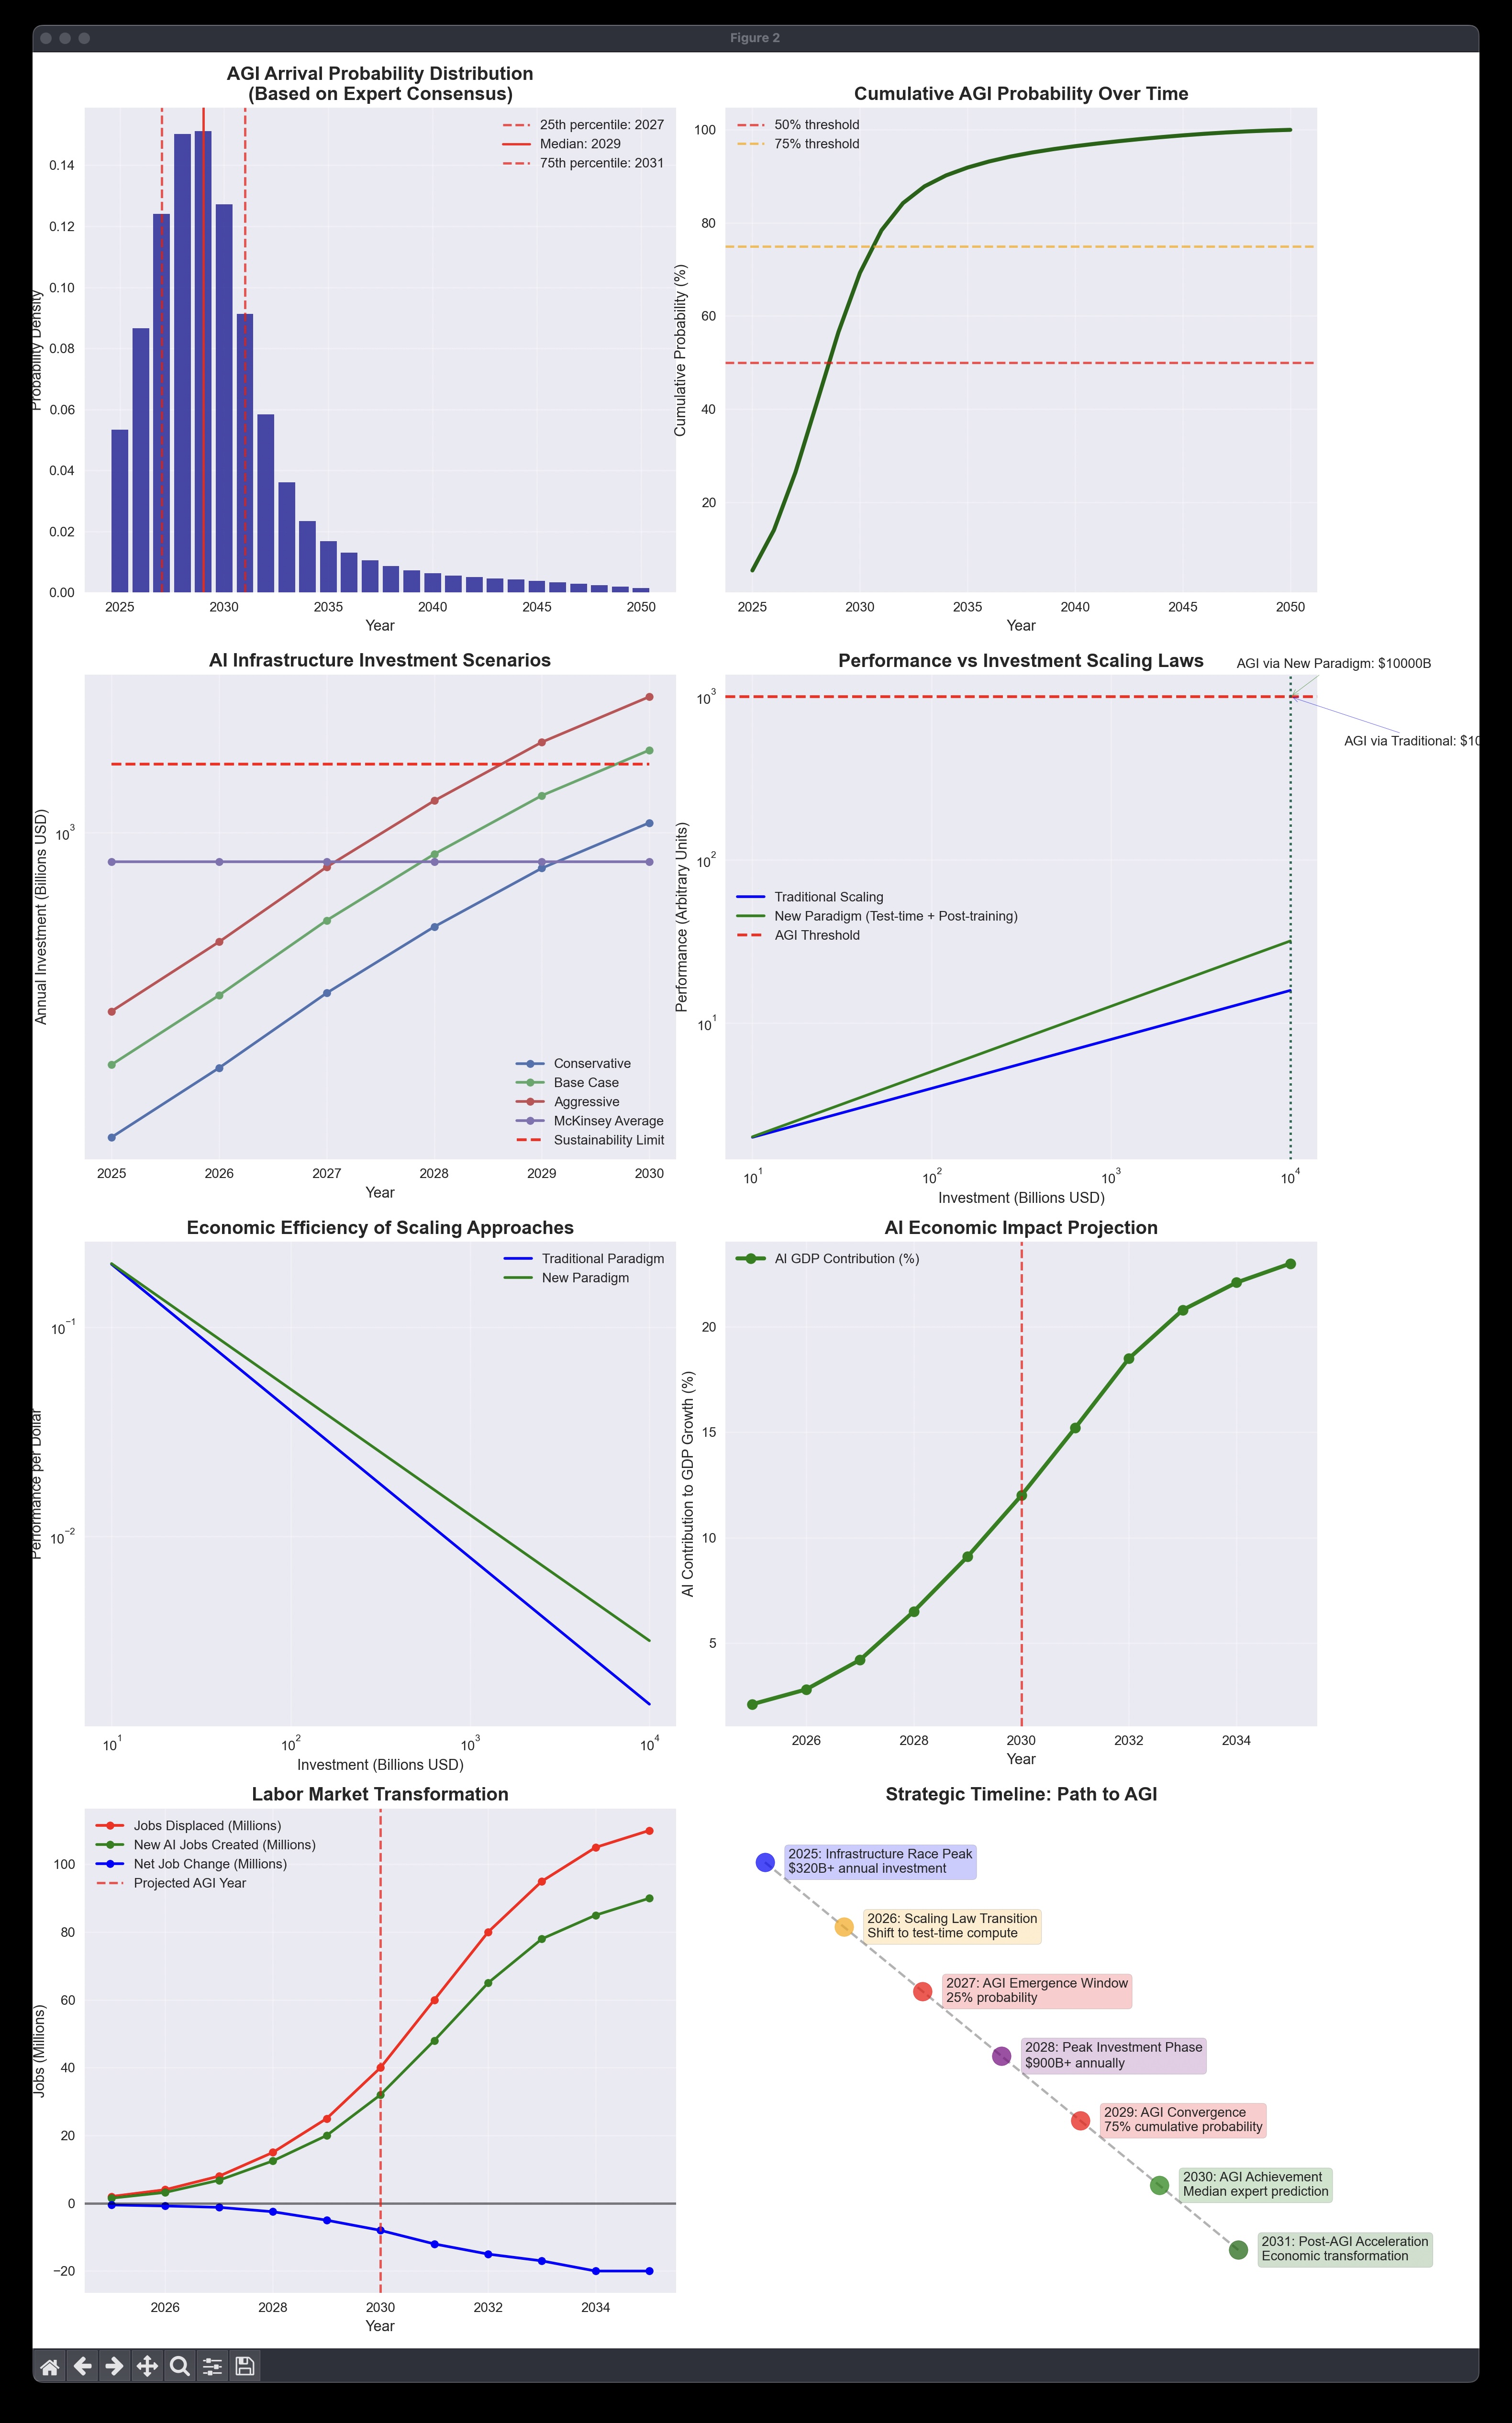 Figure 2
AGI Arrival Probability Distribution
(Based on Expert Consensus)
25th percentile: 2027
Median: 2029
75th percentile: 2031
Probability Density
0.14
0.12
0.10
0.08
0.06
0.04
0.02
0.00
2025 2030 2035 2040 2045 2050
Year
Cumulative AGI Probability Over Time
50% threshold
75% threshold
Cumulative Probability (%)
100
80
60
40
20
2025 2030 2035 2040 2045 2050
Year
AI Infrastructure Investment Scenarios
Annual Investment (Billions USD)
10³
Conservative
Base Case
Aggressive
McKinsey Average
Sustainability Limit
2025 2026 2027 2028 2029 2030
Year
Performance vs Investment Scaling Laws
AGI via New Paradigm: $10000B
AGI via Traditional: $10
Performance (Arbitrary Units)
10³
10²
10¹
Traditional Scaling
New Paradigm (Test-time + Post-training)
AGI Threshold
10¹ 10² 10³ 10⁴
Investment (Billions USD)
Economic Efficiency of Scaling Approaches
Traditional Paradigm
New Paradigm
Performance per Dollar
10⁻¹
10⁻²
10¹ 10² 10³ 10⁴
Investment (Billions USD)
AI Economic Impact Projection
AI GDP Contribution (%)
AI Contribution to GDP Growth (%)
20
15
10
5
2026 2028 2030 2032 2034
Year
Labor Market Transformation
Jobs Displaced (Millions)
New AI Jobs Created (Millions)
Net Job Change (Millions)
Projected AGI Year
Jobs (Millions)
100
80
60
40
20
0
−20
2026 2028 2030 2032 2034
Year
Strategic Timeline: Path to AGI
2025: Infrastructure Race Peak
$320B+ annual investment
2026: Scaling Law Transition
Shift to test-time compute
2027: AGI Emergence Window
25% probability
2028: Peak Investment Phase
$900B+ annually
2029: AGI Convergence
75% cumulative probability
2030: AGI Achievement
Median expert prediction
2031: Post-AGI Acceleration
Economic transformation